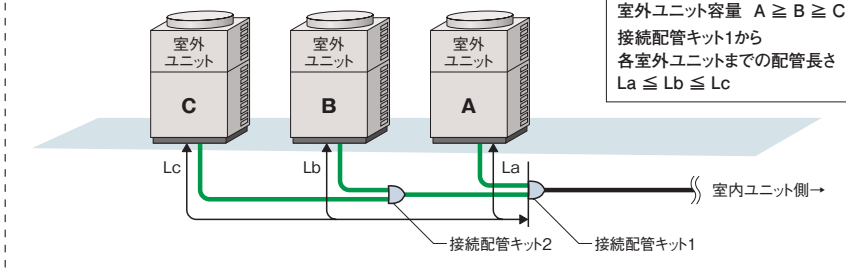 室外ユニット容量 A ≧ B ≧ C
接続配管キット1から
各室外ユニットまでの配管長さ
La ≦ Lb ≦ Lc
室外
ユニット
C
室外
ユニット
B
室外
ユニット
A
Lc
Lb
La
室内ユニット側→
接続配管キット2
接続配管キット1